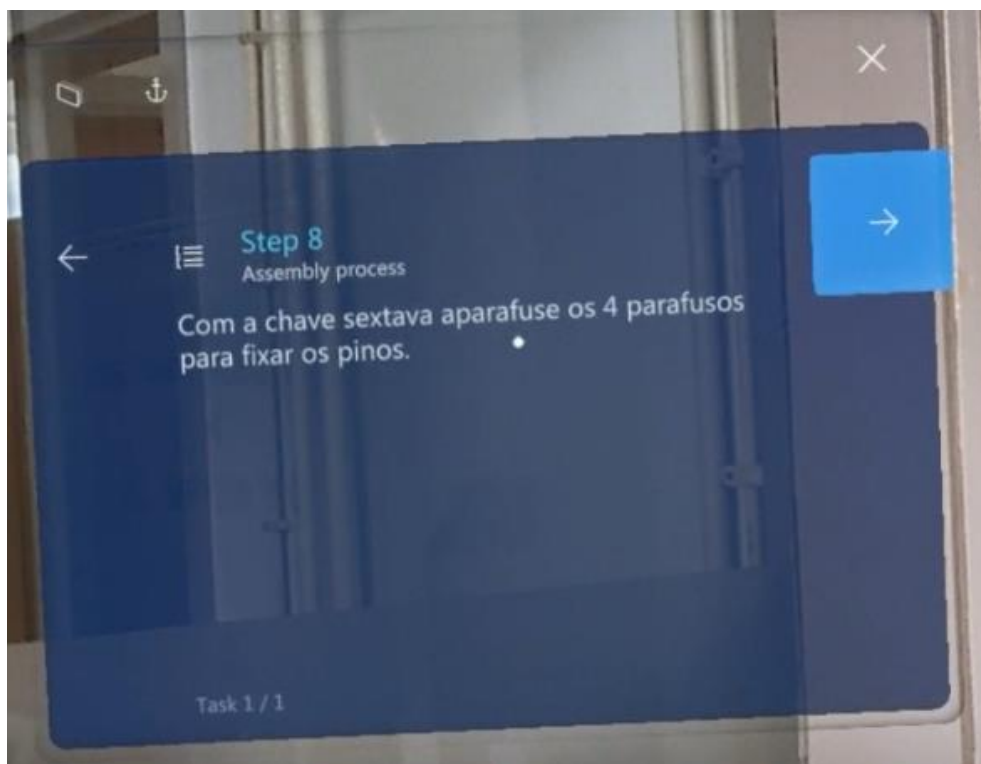 Step 8
Assembly process
Com a chave sextava aparafuse os 4 parafusos
para fixar os pinos.
Task 1 / 1